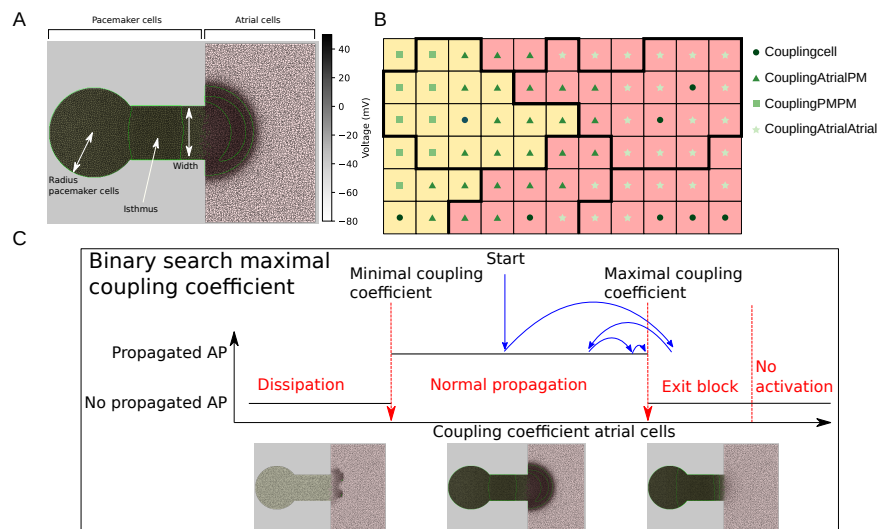 A
Pacemaker cells
Atrial cells
Radius
pacemaker cells
Isthmus
Width
40
20
0
−20
−40
−60
−80
Voltage (mV)
B
Couplingcell
CouplingAtrialPM
CouplingPMPM
CouplingAtrialAtrial
C
Binary search maximal
coupling coefficient
Start
Minimal coupling
coefficient
Maximal coupling
coefficient
Propagated AP
No propagated AP
Dissipation
Normal propagation
Exit block
No
activation
Coupling coefficient atrial cells